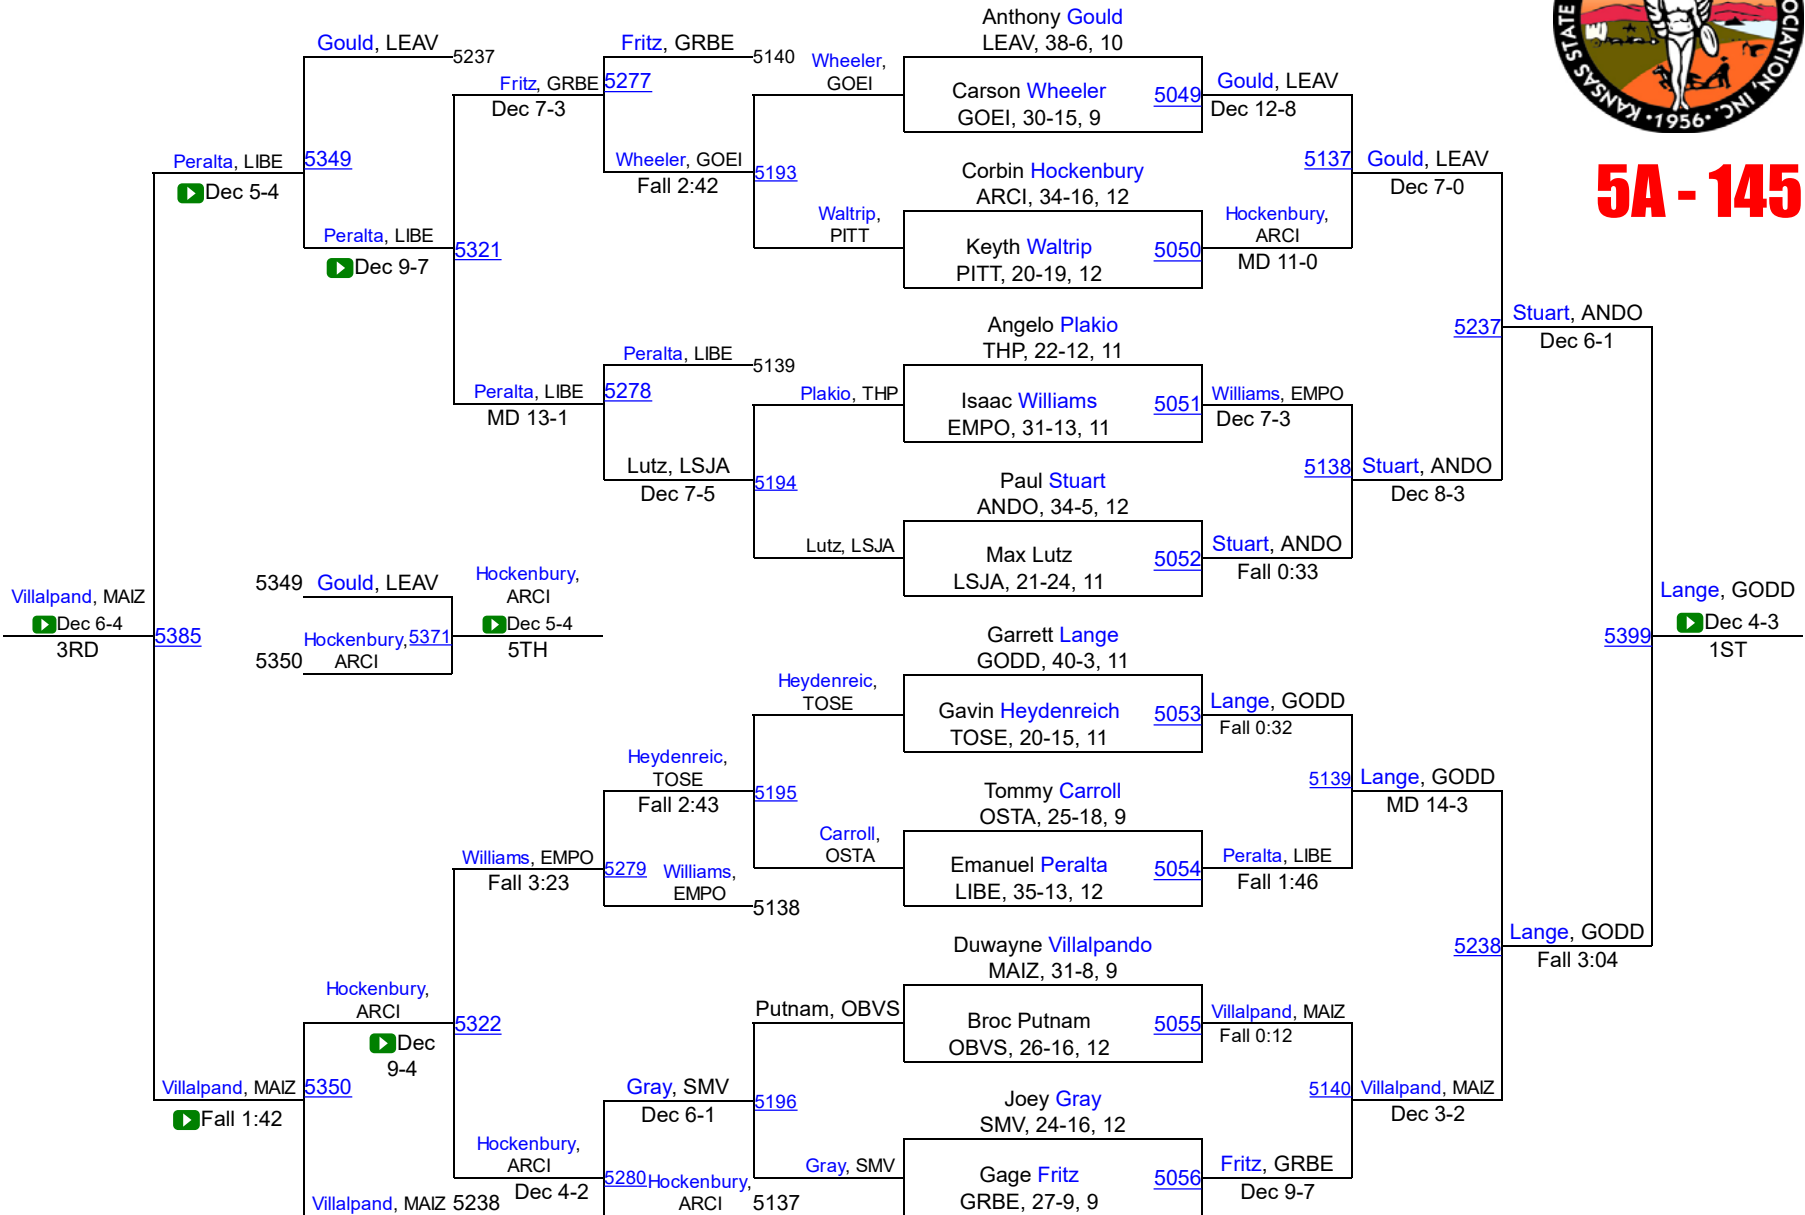 KANSAS STATE
OCIATION, INC.
•1956•
5A - 145
Gould, LEAV
5237
Fritz, GRBE
5277
Dec 7-3
Fritz, GRBE
5140
Wheeler,
GOEI
Wheeler, GOEI
Fall 2:42
5193
Waltrip,
PITT
Peralta, LIBE
Dec 5-4
5349
Peralta, LIBE
Dec 9-7
5321
Peralta, LIBE
5139
Peralta, LIBE
5278
MD 13-1
Plakio, THP
Lutz, LSJA
Dec 7-5
5194
Lutz, LSJA
Anthony Gould
LEAV, 38-6, 10
Carson Wheeler
GOEI, 30-15, 9
5049
Gould, LEAV
Dec 12-8
Corbin Hockenbury
ARCI, 34-16, 12
Keyth Waltrip
PITT, 20-19, 12
5050
Hockenbury,
ARCI
MD 11-0
5137
Gould, LEAV
Dec 7-0
Angelo Plakio
THP, 22-12, 11
Isaac Williams
EMPO, 31-13, 11
5051
Williams, EMPO
Dec 7-3
Paul Stuart
ANDO, 34-5, 12
Max Lutz
LSJA, 21-24, 11
5052
Stuart, ANDO
Fall 0:33
5138
Stuart, ANDO
Dec 8-3
5237
Stuart, ANDO
Dec 6-1
Villalpand, MAIZ
Dec 6-4
3RD
5385
5349
Gould, LEAV
5350
Hockenbury,
ARCI
5371
Hockenbury,
ARCI
Dec 5-4
5TH
Lange, GODD
Dec 4-3
1ST
5399
Garrett Lange
GODD, 40-3, 11
Gavin Heydenreich
TOSE, 20-15, 11
5053
Lange, GODD
Fall 0:32
Tommy Carroll
OSTA, 25-18, 9
Emanuel Peralta
LIBE, 35-13, 12
5054
Peralta, LIBE
Fall 1:46
5139
Lange, GODD
MD 14-3
Heydenreic,
TOSE
Heydenreic,
TOSE
Fall 2:43
5195
Carroll,
OSTA
Williams, EMPO
Fall 3:23
5279
Williams,
EMPO
5138
Duwayne Villalpando
MAIZ, 31-8, 9
Broc Putnam
OBVS, 26-16, 12
5055
Villalpand, MAIZ
Fall 0:12
Joey Gray
SMV, 24-16, 12
Gage Fritz
GRBE, 27-9, 9
5056
Fritz, GRBE
Dec 9-7
5140
Villalpand, MAIZ
Dec 3-2
5238
Lange, GODD
Fall 3:04
Hockenbury,
ARCI
Dec
9-4
5322
Putnam, OBVS
Gray, SMV
Dec 6-1
5196
Gray, SMV
Villalpand, MAIZ
Fall 1:42
5350
Hockenbury,
ARCI
Dec 4-2
5280
Hockenbury,
ARCI
5137
Villalpand, MAIZ
5238